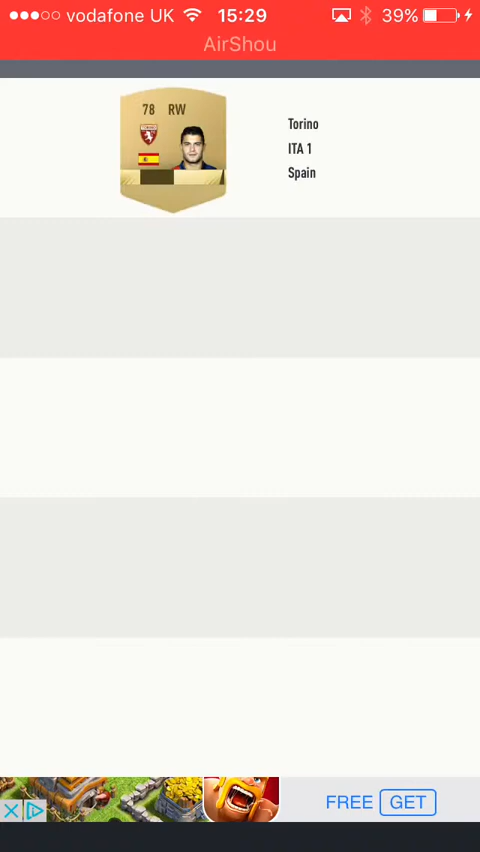 vodafone UK 15:29 39%
AirShou
78 RW
Torino
ITA 1
Spain
FREE GET